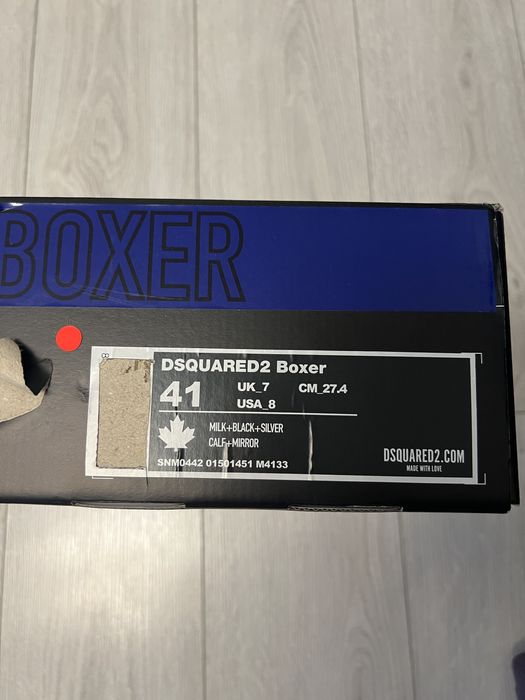 BOXER
DSQUARED2 Boxer
41
UK_7 CM_27.4
USA_8
MILK+BLACK+SILVER
CALF+MIRROR
SNM0442 01501451 M4133
DSQUARED2.COM
MADE WITH LOVE